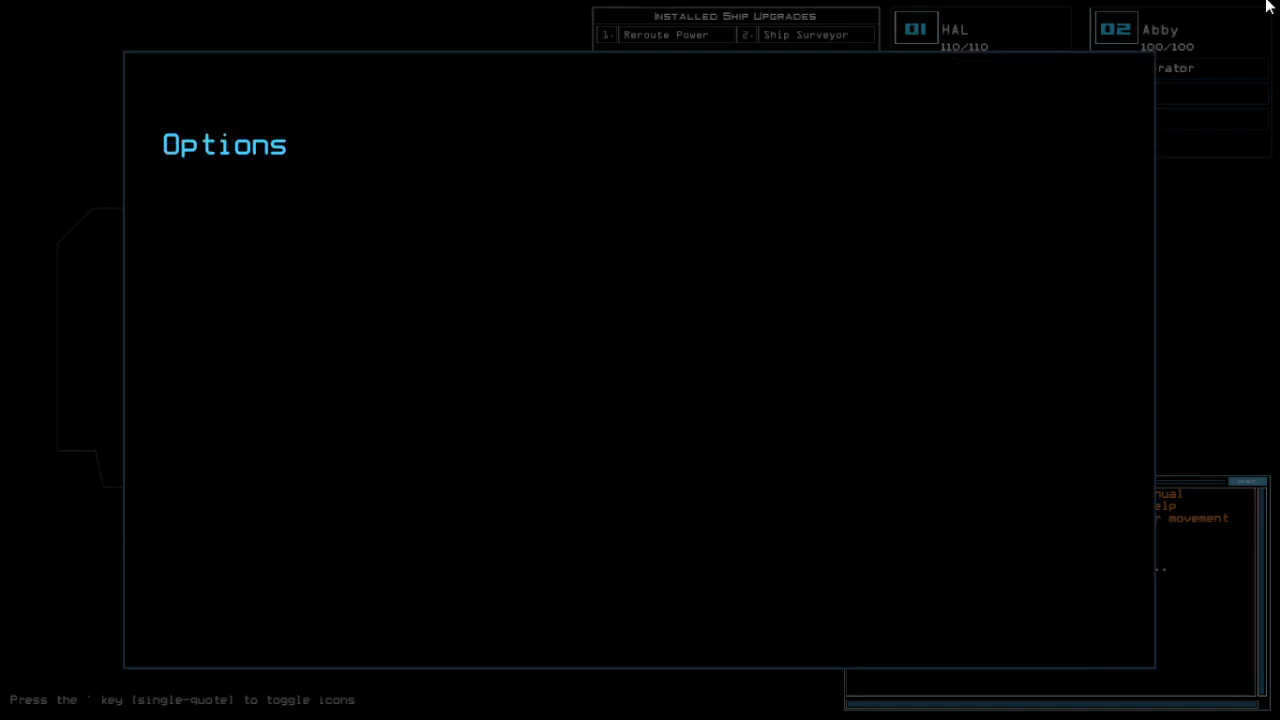 Installed Ship Upgrades
1. Reroute Power 2. Ship Surveyor
01 HAL
110/110
02 Abby
100/100
rator
Options
nual
elp
r movement
..
Press the ' key (single-quote) to toggle icons